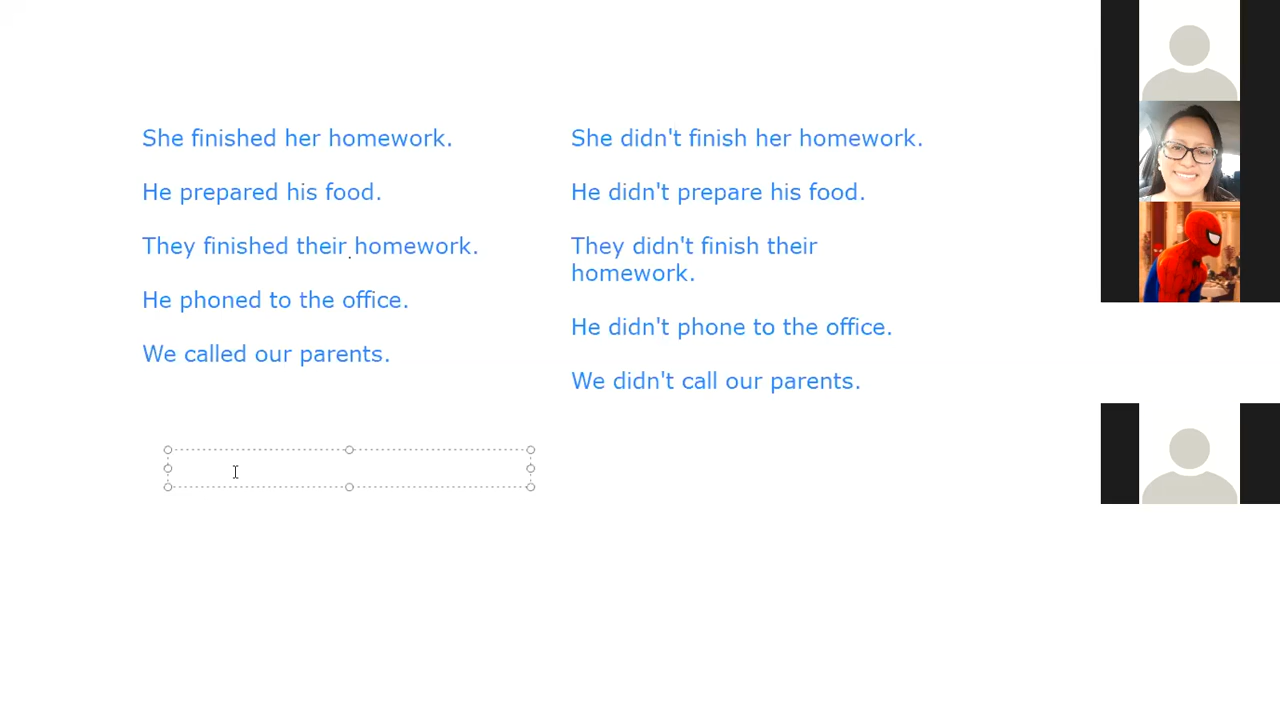 She finished her homework.
He prepared his food.
They finished their homework.
He phoned to the office.
We called our parents.
She didn't finish her homework.
He didn't prepare his food.
They didn't finish their
homework.
He didn't phone to the office.
We didn't call our parents.